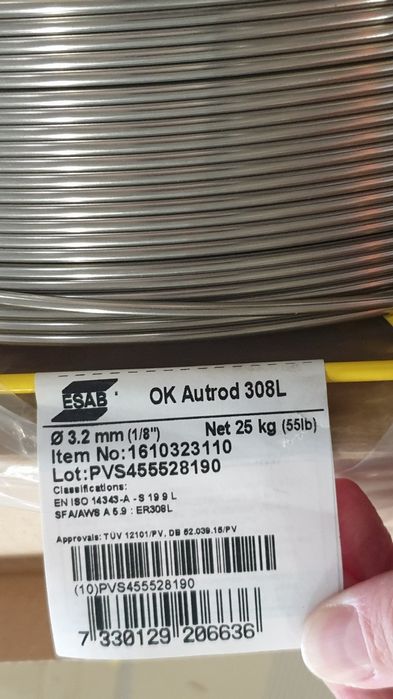 ESAB
OK Autrod 308L
Ø 3.2 mm (1/8") Net 25 kg (55lb)
Item No:1610323110
Lot:PVS455528190
Classifications:
EN ISO 14343-A - S 19 9 L
SFA/AWS A 5.9 : ER308L
Approvals: TÜV 12101/PV, DB 52.039.15/PV
(10)PVS455528190
7 330129 206636